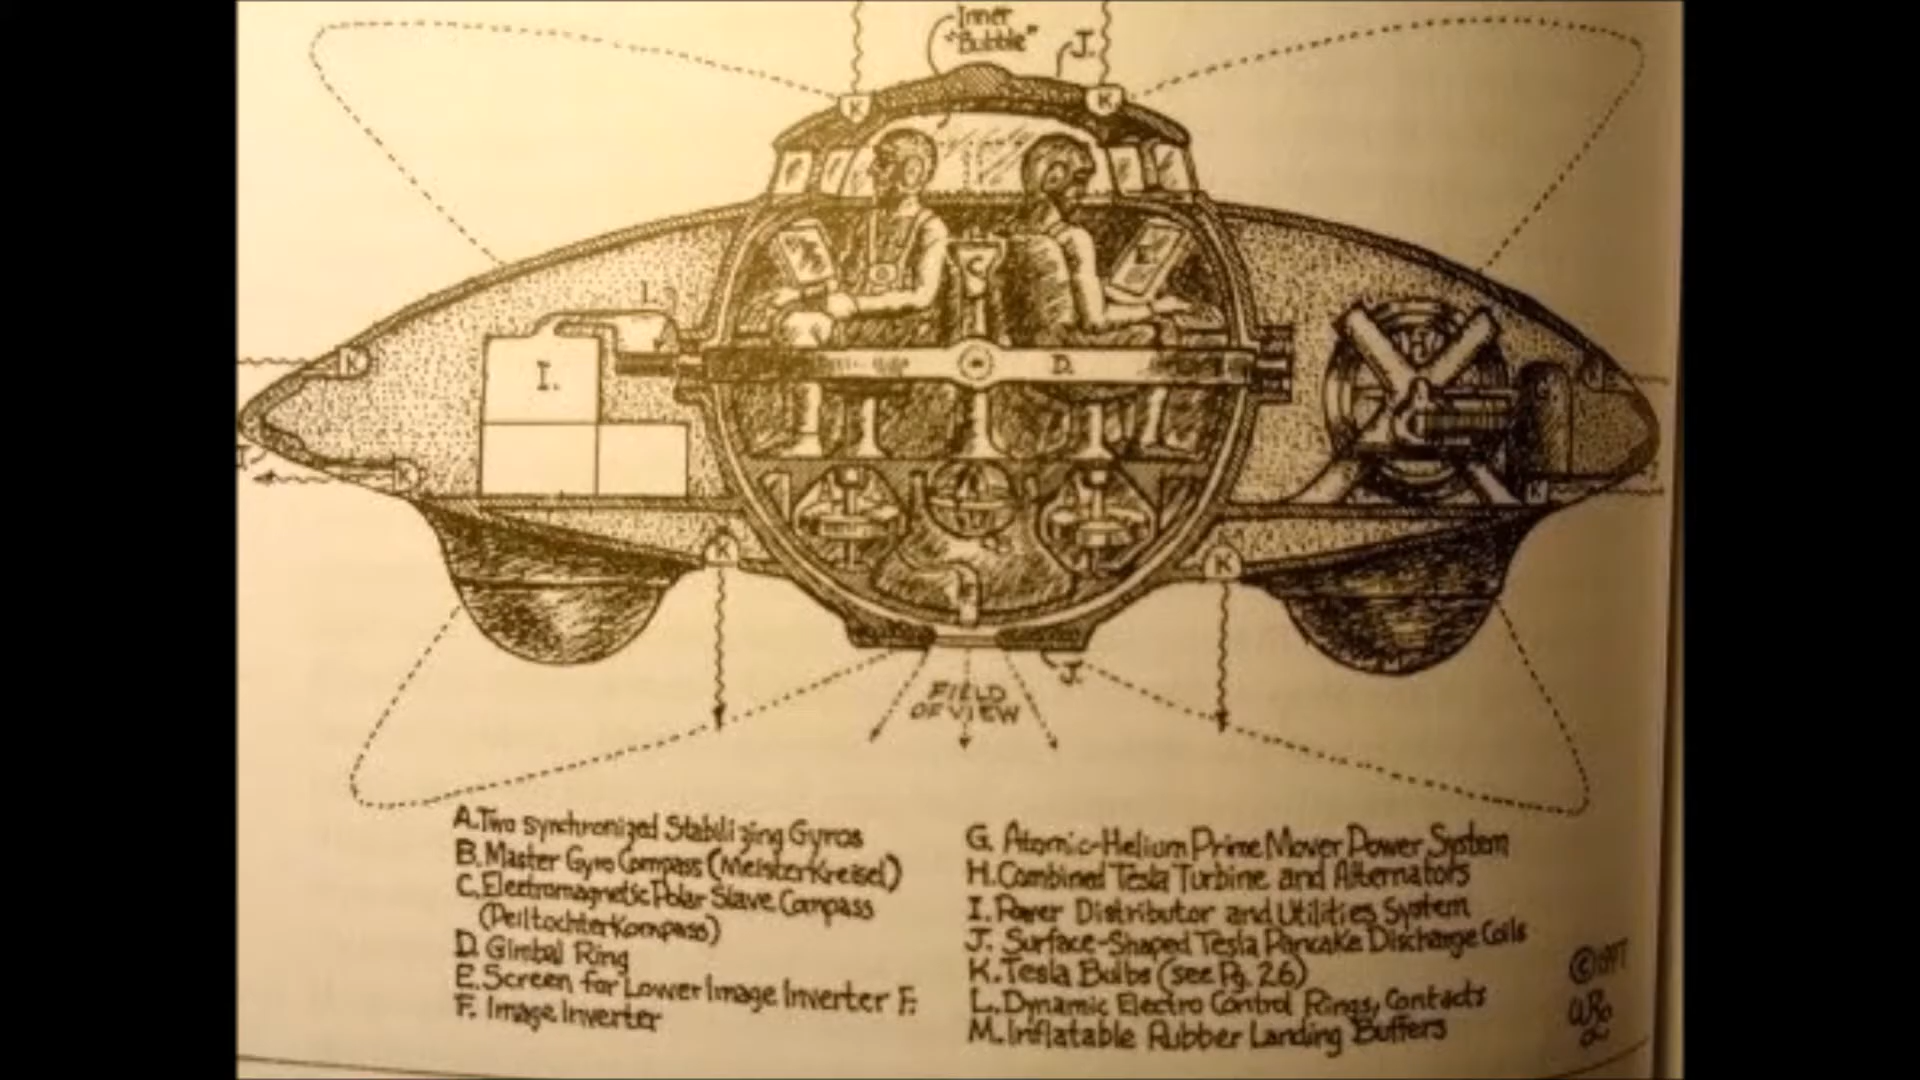 Inner
"Bubble"
J.
K
K
C
L
K
I.
D.
H
G
K
K
K
K
F
J.
FIELD
OF VIEW
A. Two Synchronized Stabilizing Gyros
B. Master Gyro Compass (Meisterkreisel)
C. Electromagnetic Polar Slave Compass
(Peiltochterkompass)
D. Gimbal Ring
E. Screen for Lower Image Inverter F.
F. Image Inverter
G. Atomic-Helium Prime Mover Power System
H. Combined Tesla Turbine and Alternators
I. Power Distributor and Utilities System
J. Surface-Shaped Tesla Pancake Discharge Coils
K. Tesla Bulbs (see Pg. 26)
L. Dynamic Electro Control Rings, Contacts
M. Inflatable Rubber Landing Buffers